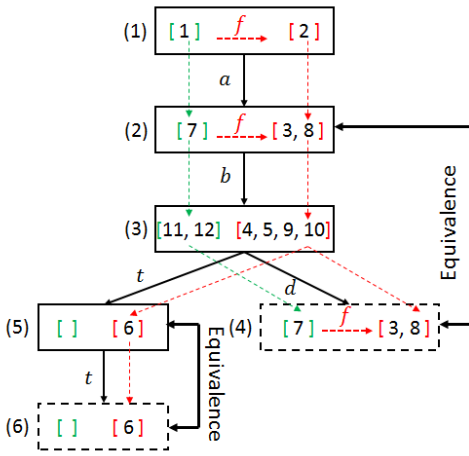 (1) [ 1 ] f [ 2 ]
a
(2) [ 7 ] f [ 3, 8 ]
b
(3) [11, 12] [4, 5, 9, 10]
t d
(5) [ ] [ 6 ] (4) [ 7 ] f [ 3, 8 ]
t
(6) [ ] [ 6 ]
Equivalence
Equivalence